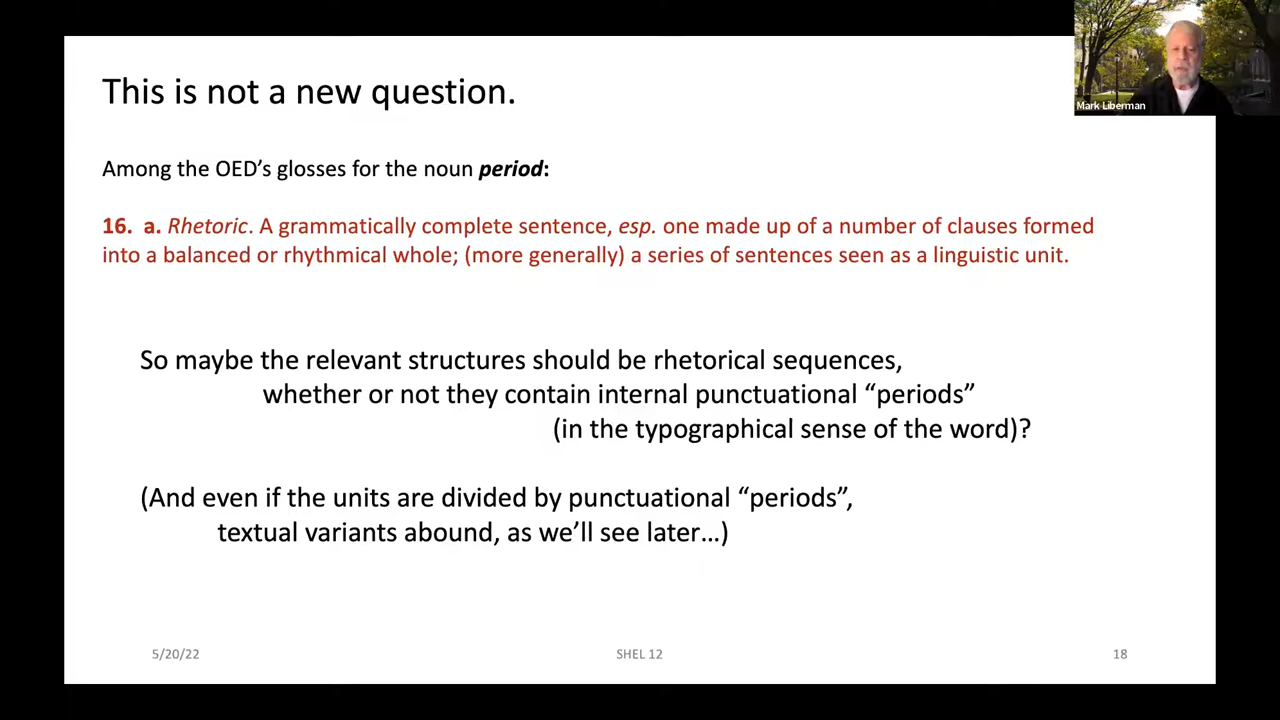 This is not a new question.
Mark Liberman
Among the OED's glosses for the noun period:
16. a. Rhetoric. A grammatically complete sentence, esp. one made up of a number of clauses formed
into a balanced or rhythmical whole; (more generally) a series of sentences seen as a linguistic unit.
So maybe the relevant structures should be rhetorical sequences,
whether or not they contain internal punctuational “periods”
(in the typographical sense of the word)?
(And even if the units are divided by punctuational “periods”,
textual variants abound, as we’ll see later…)
5/20/22
SHEL 12
18